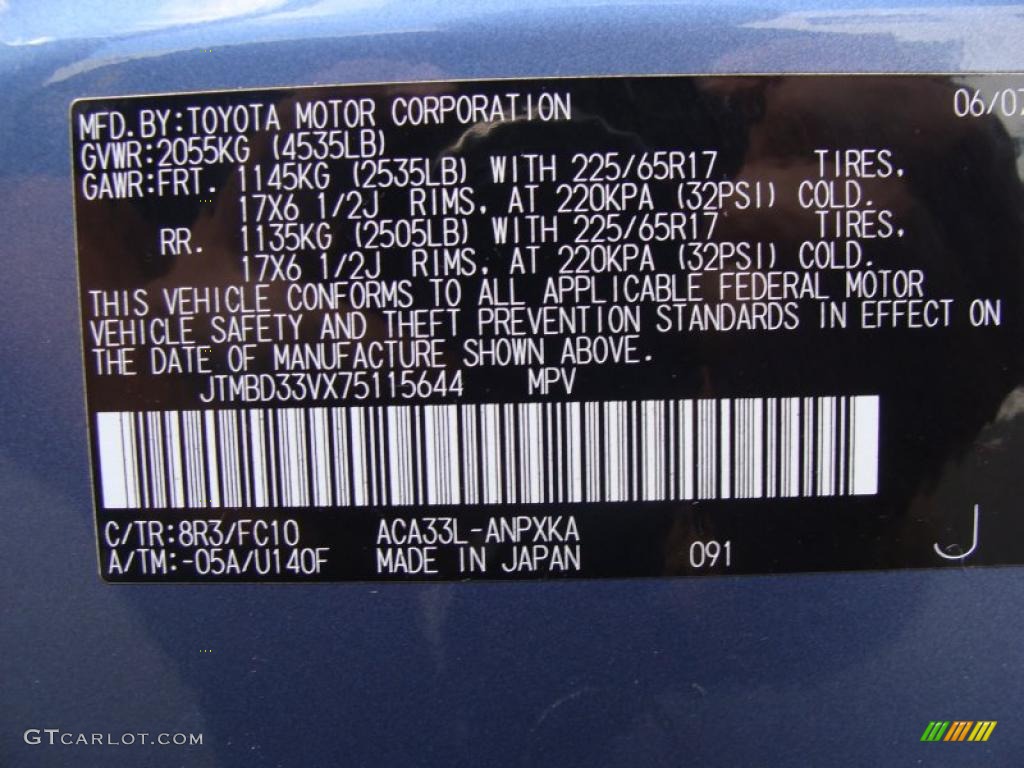 MFD.BY:TOYOTA MOTOR CORPORATION 06/07
GVWR:2055KG (4535LB)
GAWR:FRT. 1145KG (2535LB) WITH 225/65R17 TIRES,
17X6 1/2J RIMS, AT 220KPA (32PSI) COLD.
RR. 1135KG (2505LB) WITH 225/65R17 TIRES,
17X6 1/2J RIMS, AT 220KPA (32PSI) COLD.
THIS VEHICLE CONFORMS TO ALL APPLICABLE FEDERAL MOTOR
VEHICLE SAFETY AND THEFT PREVENTION STANDARDS IN EFFECT ON
THE DATE OF MANUFACTURE SHOWN ABOVE.
JTMBD33VX75115644 MPV
C/TR:8R3/FC10 ACA33L-ANPXKA
A/TM:-05A/U140F MADE IN JAPAN 091 J
GTCARLOT.COM